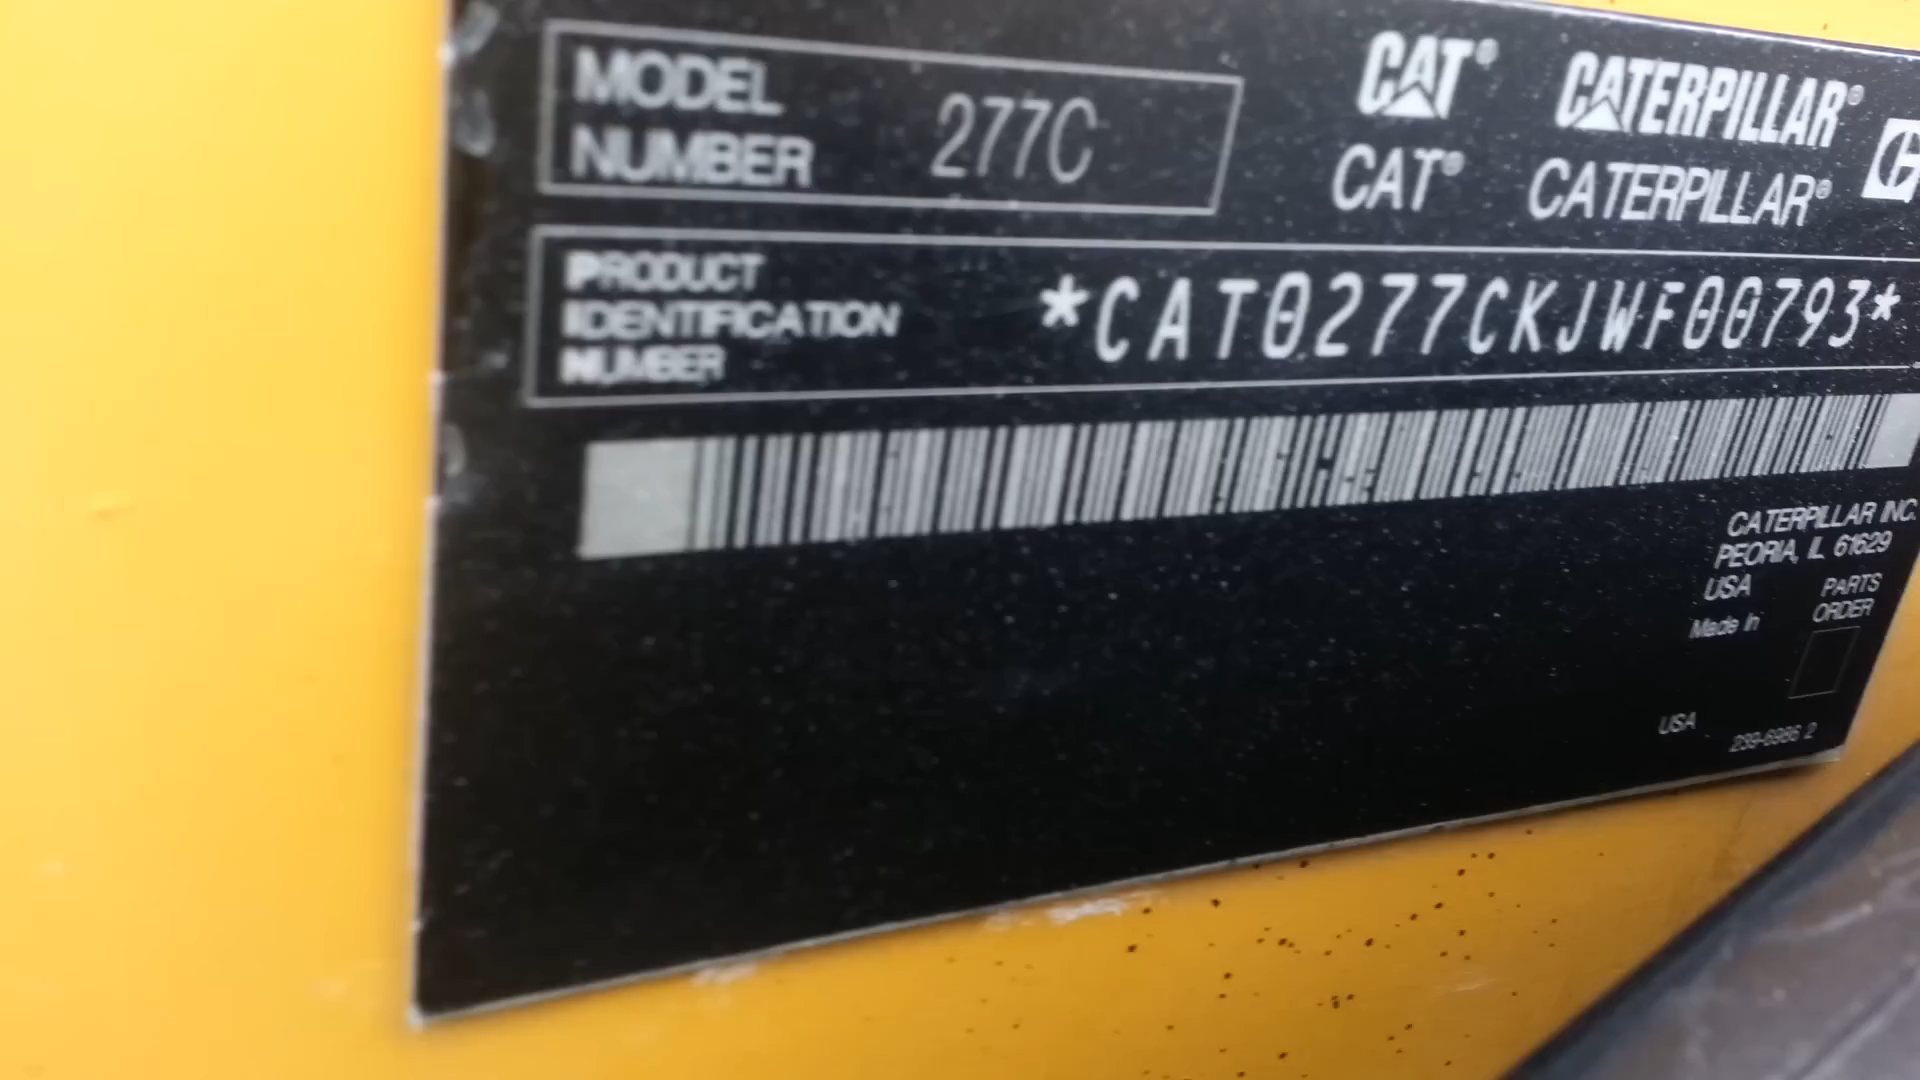 MODEL
NUMBER
277C
CAT® CATERPILLAR®
CAT® CATERPILLAR®
PRODUCT
IDENTIFICATION
NUMBER
*CAT0277CKJWF00793*
CATERPILLAR INC.
PEORIA, IL 61629
USA
Made in
PARTS
ORDER
USA
239-6986 2